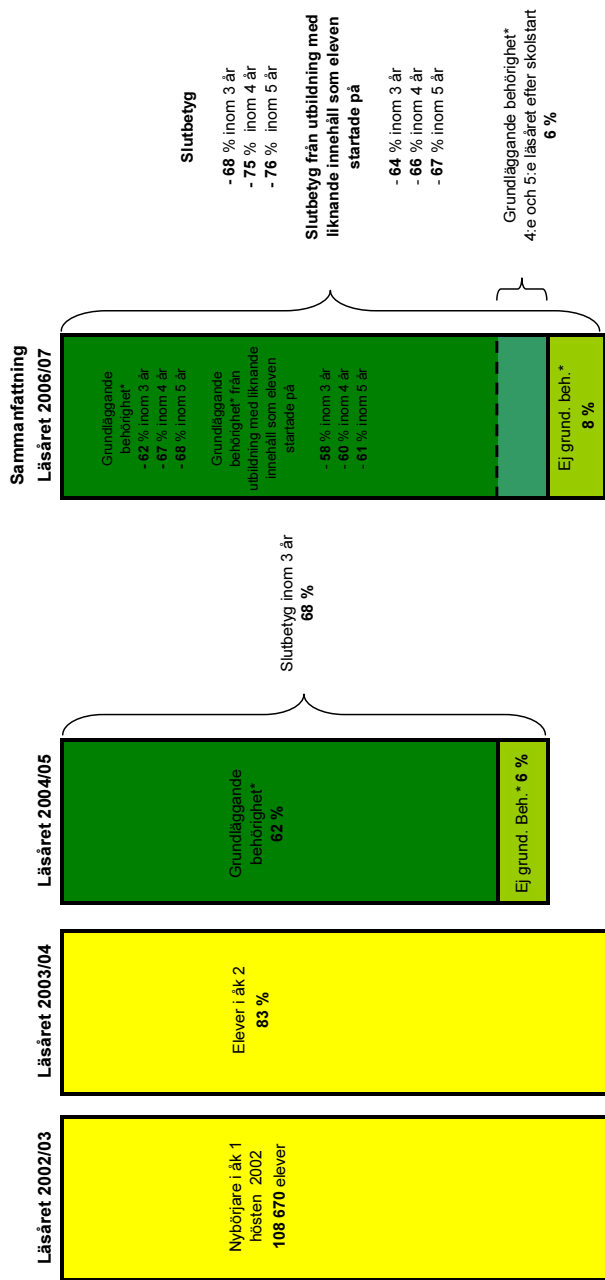 Läsåret 2002/03
Nybörjare i åk 1
hösten 2002
108 670 elever
Läsåret 2003/04
Elever i åk 2
83 %
Läsåret 2004/05
Grundläggande
behörighet*
62 %
Ej grund. Beh.* 6 %
Slutbetyg inom 3 år
68 %
Sammanfattning
Läsåret 2006/07
Grundläggande
behörighet*
- 62 % inom 3 år
- 67 % inom 4 år
- 68 % inom 5 år
Grundläggande
behörighet* från
utbildning med liknande
innehåll som eleven
startade på
- 58 % inom 3 år
- 60 % inom 4 år
- 61 % inom 5 år
Ej grund. beh.*
8 %
Slutbetyg
- 68 % inom 3 år
- 75 % inom 4 år
- 76 % inom 5 år
Slutbetyg från utbildning med
liknande innehåll som eleven
startade på
- 64 % inom 3 år
- 66 % inom 4 år
- 67 % inom 5 år
Grundläggande behörighet*
4:e och 5:e läsåret efter skolstart
6 %